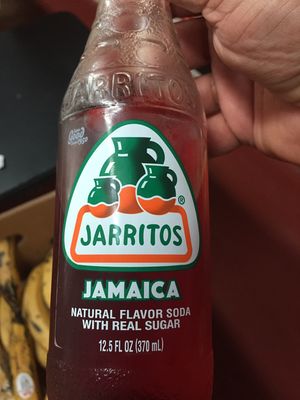 JARRITOS
JARRITOS
®
JAMAICA
NATURAL FLAVOR SODA
WITH REAL SUGAR
12.5 FL OZ (370 mL)